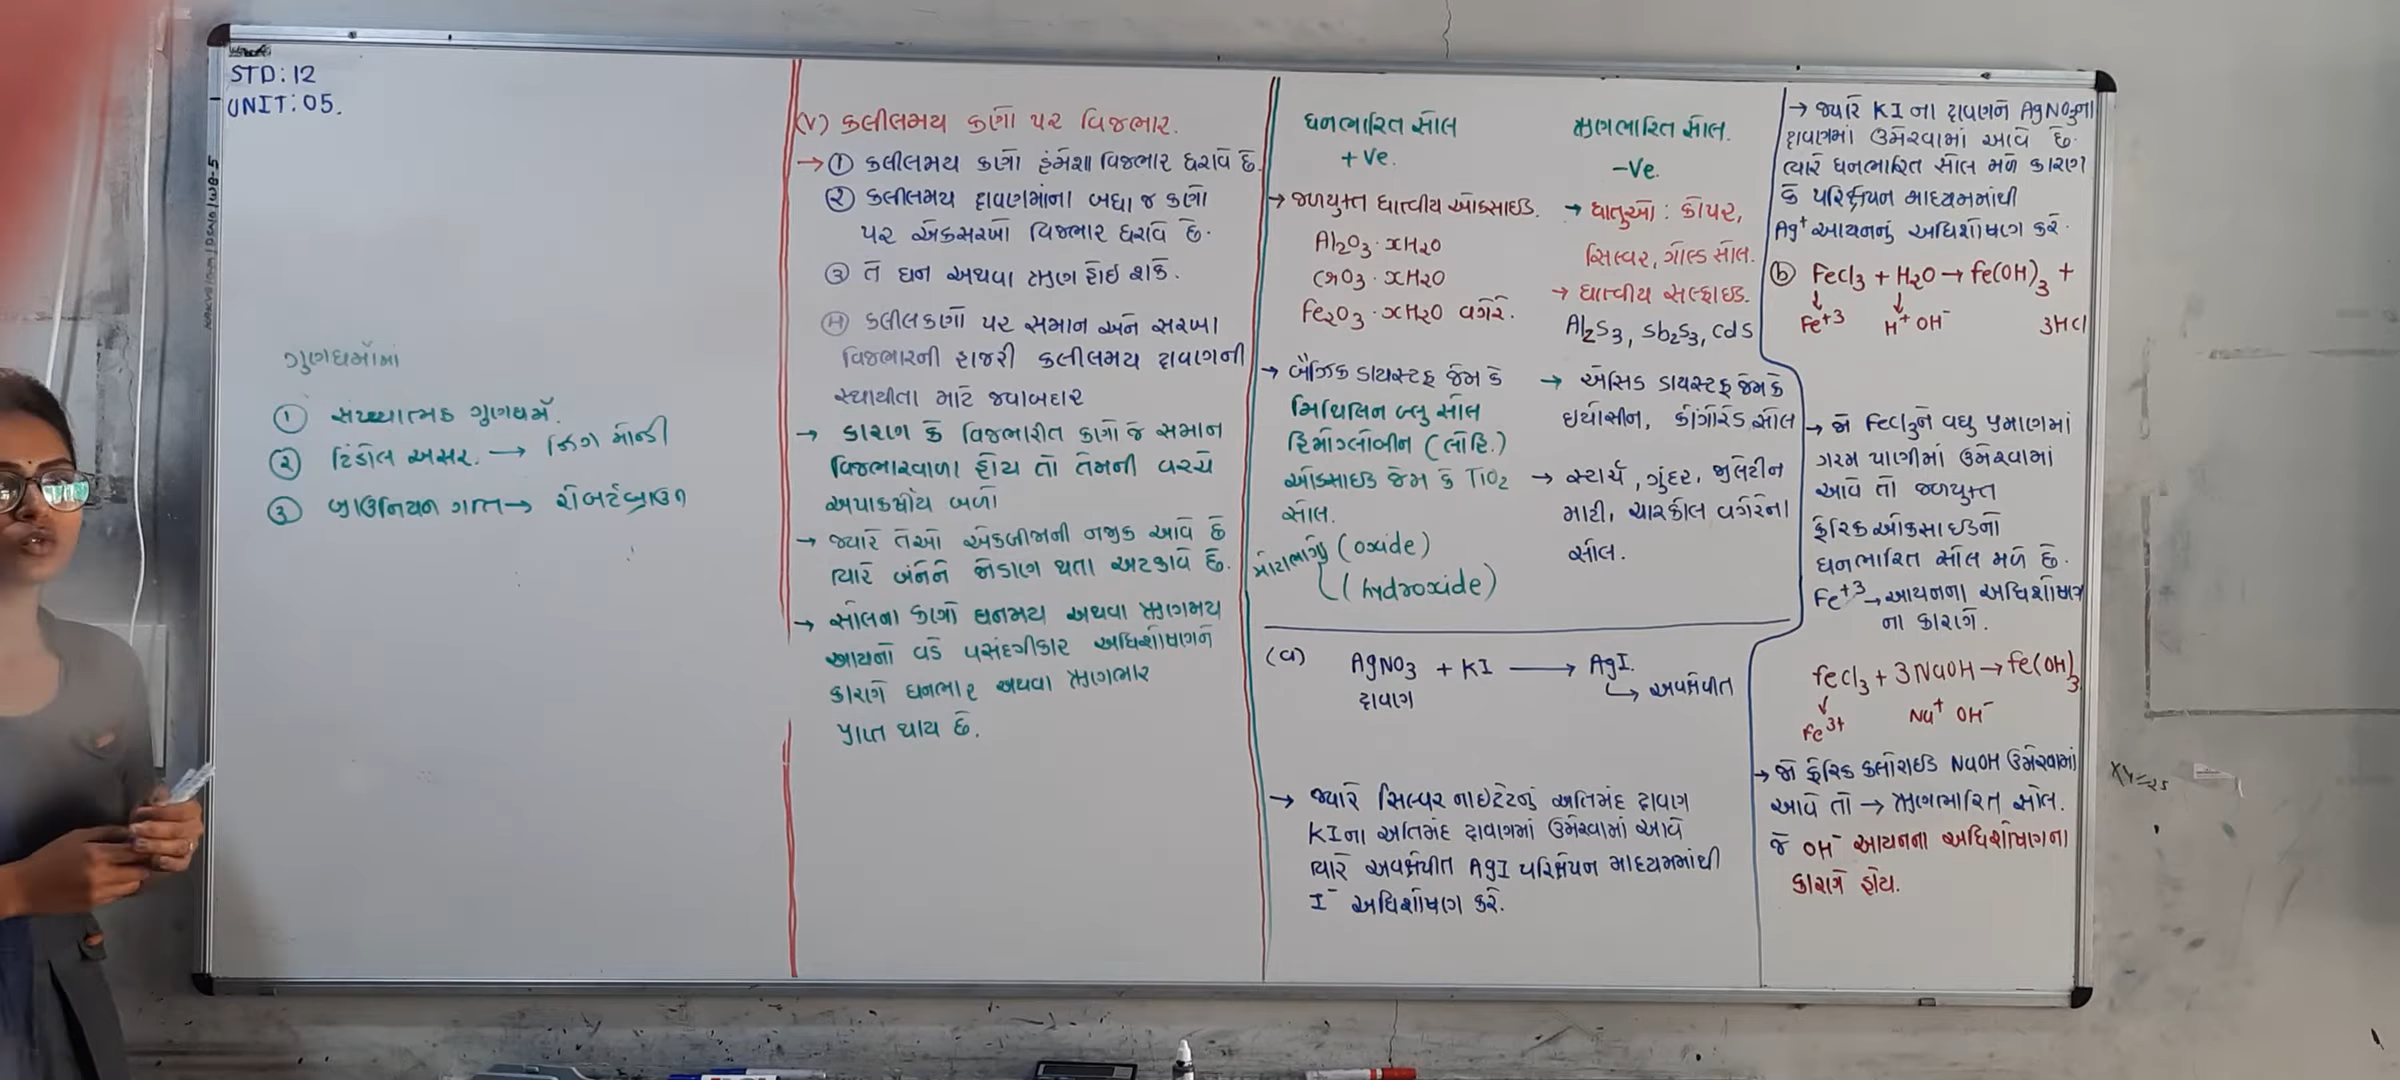 STD: 12
UNIT: 05.
ગુણધર્મોમાં
① સંખ્યાત્મક ગુણધર્મ.
② ટિંડોલ અસર. →
③ બ્રાઉનિયન ગતિ → રોબર્ટબ્રાઉન
(V) કલીલમય કણો પર વિજભાર.
→ ① કલીલમય કણો હંમેશા વિજભાર ધરાવે છે.
② કલીલમય દ્રાવણમાંના બધા જ કણો
પર એકસરખો વિજભાર ધરાવે છે.
③ તે ધન અથવા ઋણ હોઈ શકે.
④ કલીલકણો પર સમાન અને સરખા
વિજભારની હાજરી કલીલમય દ્રાવણની
સ્થાયીતા માટે જવાબદાર
→ કારણ કે વિજભારીત કણો જે સમાન
વિજભારવાળા હોય તો તેમની વચ્ચે
અપાકર્ષીય બળો
→ જ્યારે તેઓ એકબીજાની નજીક આવે છે
ત્યારે બંનેને જોડાણ થતા અટકાવે છે.
→ સોલના કણો ધનમય અથવા ઋણમય
આયનો વડે પસંદગીકાર અધિશોષણને
કારણે ધનભાર અથવા ઋણભાર
પ્રાપ્ત થાય છે.
ધનભારિત સોલ
+Ve.
→ જળયુક્ત ધાત્વીય ઓક્સાઇડ.
Al₂O₃·xH₂O
CrO₃·xH₂O
Fe₂O₃·xH₂O વગેરે.
→ બેઝિક ડાયસ્ટફ જેમ કે
મિથિલિન બ્લુ સોલ
હિમોગ્લોબીન (લોહિ.)
ઓક્સાઇડ જેમ કે TiO₂
સોલ.
મોટાભાગે (oxide)
(hydroxide)
ઋણભારિત સોલ.
-Ve.
→ ધાતુઓ : કોપર,
સિલ્વર, ગોલ્ડ સોલ.
→ ધાત્વીય સલ્ફાઇડ.
Al₂S₃, Sb₂S₃, Cds
→ એસિડ ડાયસ્ટફ જેમ કે
ઇયોસીન, કોંગોરેડ સોલ
→ સ્ટાર્ચ, ગુંદર, જીલેટીન
માટી, ચારકોલ વગેરેના
સોલ.
(a) AgNO₃ + KI → AgI.
દ્રાવણ ↳ અવક્ષેપીત
→ જ્યારે સિલ્વર નાઇટ્રેટનું અતિમંદ દ્રાવણ
KIના અતિમંદ દ્રાવણમાં ઉમેરવામાં આવે
ત્યારે અવક્ષેપીત AgI પરિક્ષેપન માધ્યમમાંથી
I⁻ અધિશોષણ કરે.
→ જ્યારે KI ના દ્રાવણને AgNO₃ના
દ્રાવણમાં ઉમેરવામાં આવે છે.
ત્યારે ધનભારિત સોલ મળે કારણ
કે પરિક્ષેપન માધ્યમમાંથી
Ag⁺ આયનનું અધિશોષણ કરે.
(b) FeCl₃ + H₂O → Fe(OH)₃ +
Fe⁺³ H⁺ OH⁻ 3HCl
→ જો FeCl₃ને વધુ પ્રમાણમાં
ગરમ પાણીમાં ઉમેરવામાં
આવે તો જળયુક્ત
ફેરિક ઓક્સાઇડનો
ધનભારિત સોલ મળે છે.
Fe⁺³ → આયનના અધિશોષણ
ના કારણે.
FeCl₃ + 3NaOH → Fe(OH)₃
Fe³⁺ Na⁺ OH⁻
→ જો ફેરિક ક્લોરાઇડ NaOH ઉમેરવામાં
આવે તો → ઋણભારિત સોલ.
જે OH⁻ આયનના અધિશોષણના
કારણે હોય.